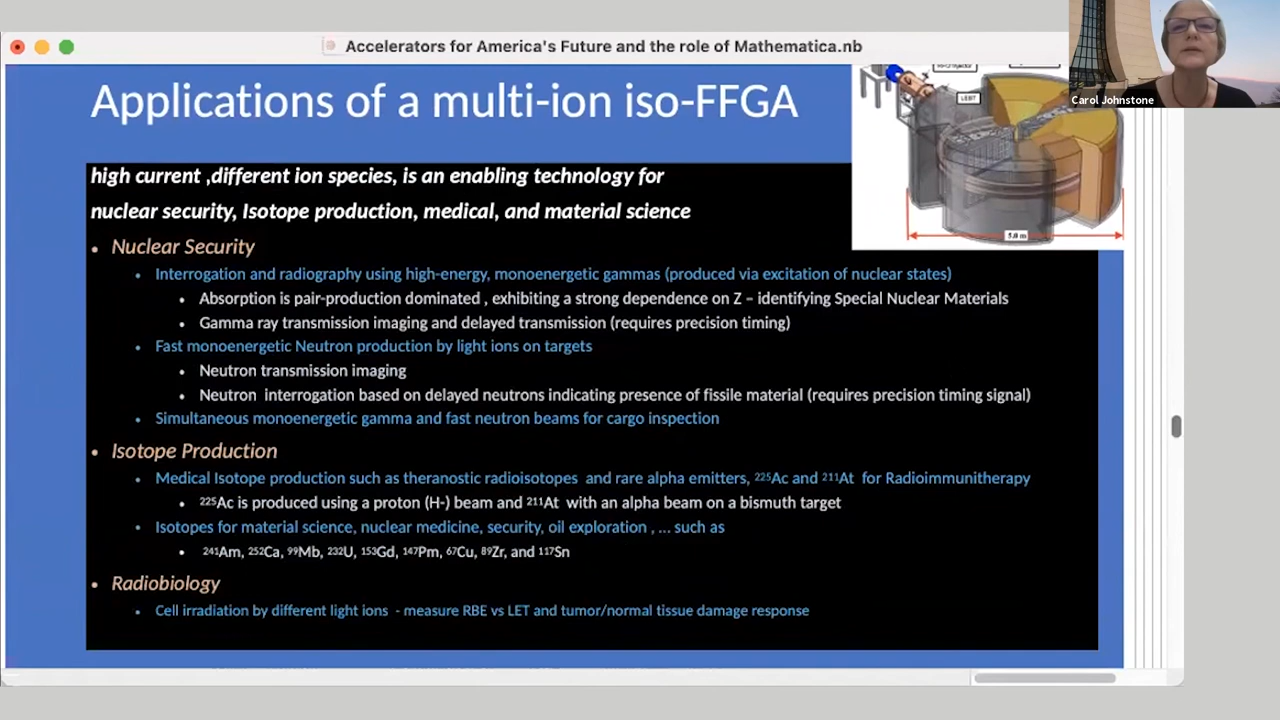 Accelerators for America's Future and the role of Mathematica.nb
Carol Johnstone
Applications of a multi-ion iso-FFGA
LEBT
5.0 m
high current ,different ion species, is an enabling technology for
nuclear security, Isotope production, medical, and material science
• Nuclear Security
• Interrogation and radiography using high-energy, monoenergetic gammas (produced via excitation of nuclear states)
• Absorption is pair-production dominated , exhibiting a strong dependence on Z – identifying Special Nuclear Materials
• Gamma ray transmission imaging and delayed transmission (requires precision timing)
• Fast monoenergetic Neutron production by light ions on targets
• Neutron transmission imaging
• Neutron interrogation based on delayed neutrons indicating presence of fissile material (requires precision timing signal)
• Simultaneous monoenergetic gamma and fast neutron beams for cargo inspection
• Isotope Production
• Medical Isotope production such as theranostic radioisotopes and rare alpha emitters, ²²⁵Ac and ²¹¹At for Radioimmunitherapy
• ²²⁵Ac is produced using a proton (H-) beam and ²¹¹At with an alpha beam on a bismuth target
• Isotopes for material science, nuclear medicine, security, oil exploration , ... such as
• ²⁴¹Am, ²⁵²Ca, ⁹⁹Mb, ²³²U, ¹⁵³Gd, ¹⁴⁷Pm, ⁶⁷Cu, ⁸⁹Zr, and ¹¹⁷Sn
• Radiobiology
• Cell irradiation by different light ions - measure RBE vs LET and tumor/normal tissue damage response